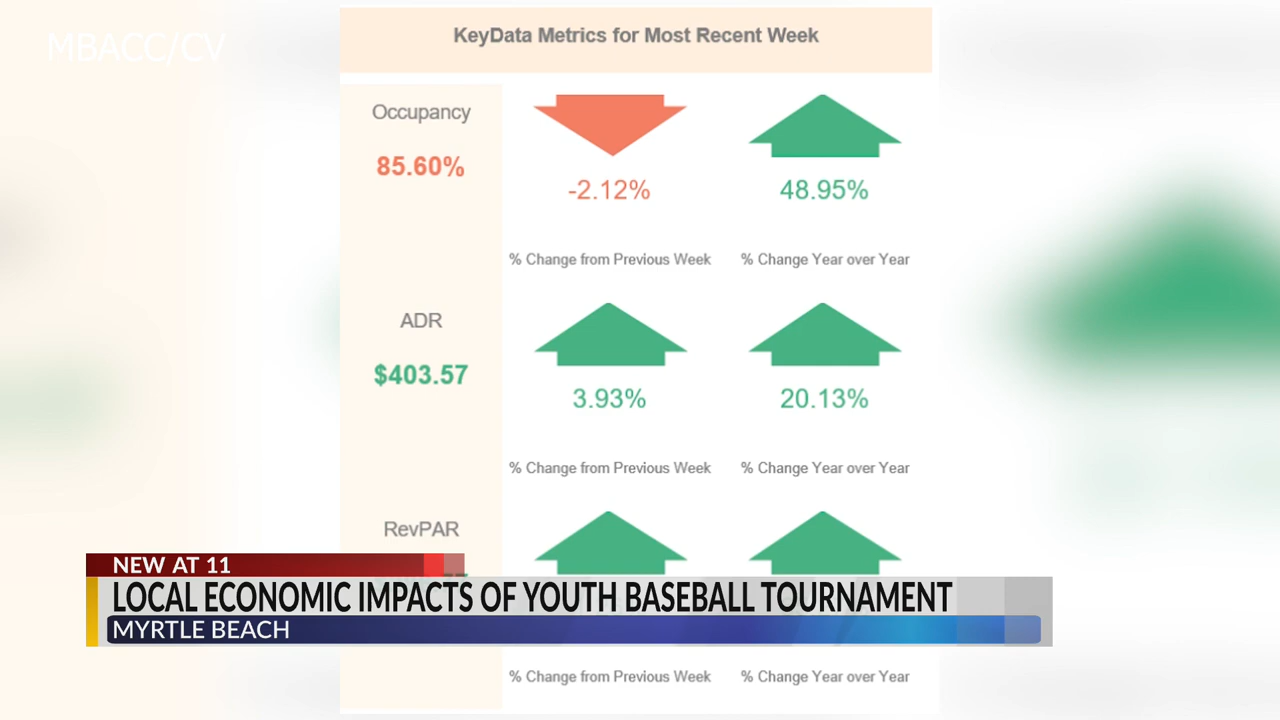 MBACC/CV
KeyData Metrics for Most Recent Week
Occupancy
85.60%
-2.12%
48.95%
% Change from Previous Week
% Change Year over Year
ADR
$403.57
3.93%
20.13%
% Change from Previous Week
% Change Year over Year
RevPAR
NEW AT 11
LOCAL ECONOMIC IMPACTS OF YOUTH BASEBALL TOURNAMENT
MYRTLE BEACH
% Change from Previous Week
% Change Year over Year